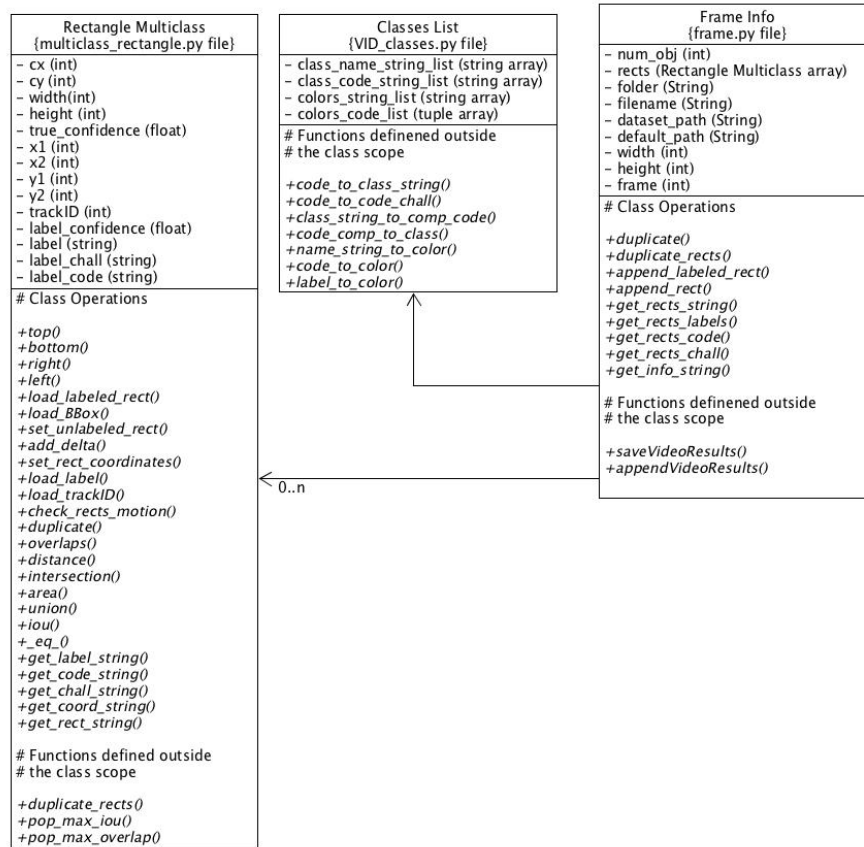 Rectangle Multiclass
{multiclass_rectangle.py file}
- cx (int)
- cy (int)
- width(int)
- height (int)
- true_confidence (float)
- x1 (int)
- x2 (int)
- y1 (int)
- y2 (int)
- trackID (int)
- label_confidence (float)
- label (string)
- label_chall (string)
- label_code (string)
# Class Operations
+top()
+bottom()
+right()
+left()
+load_labeled_rect()
+load_BBox()
+set_unlabeled_rect()
+add_delta()
+set_rect_coordinates()
+load_label()
+load_trackID()
+check_rects_motion()
+duplicate()
+overlaps()
+distance()
+intersection()
+area()
+union()
+iou()
+_eq_()
+get_label_string()
+get_code_string()
+get_chall_string()
+get_coord_string()
+get_rect_string()
# Functions defined outside
# the class scope
+duplicate_rects()
+pop_max_iou()
+pop_max_overlap()
Classes List
{VID_classes.py file}
- class_name_string_list (string array)
- class_code_string_list (string array)
- colors_string_list (string array)
- colors_code_list (tuple array)
# Functions definened outside
# the class scope
+code_to_class_string()
+code_to_code_chall()
+class_string_to_comp_code()
+code_comp_to_class()
+name_string_to_color()
+code_to_color()
+label_to_color()
Frame Info
{frame.py file}
- num_obj (int)
- rects (Rectangle Multiclass array)
- folder (String)
- filename (String)
- dataset_path (String)
- default_path (String)
- width (int)
- height (int)
- frame (int)
# Class Operations
+duplicate()
+duplicate_rects()
+append_labeled_rect()
+append_rect()
+get_rects_string()
+get_rects_labels()
+get_rects_code()
+get_rects_chall()
+get_info_string()
# Functions definened outside
# the class scope
+saveVideoResults()
+appendVideoResults()
0..n